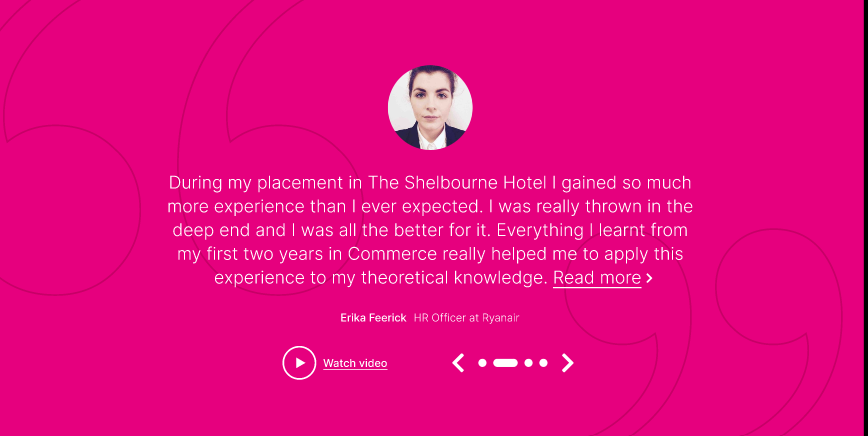 During my placement in The Shelbourne Hotel I gained so much
more experience than I ever expected. I was really thrown in the
deep end and I was all the better for it. Everything I learnt from
my first two years in Commerce really helped me to apply this
experience to my theoretical knowledge. Read more
Erika Feerick HR Officer at Ryanair
Watch video